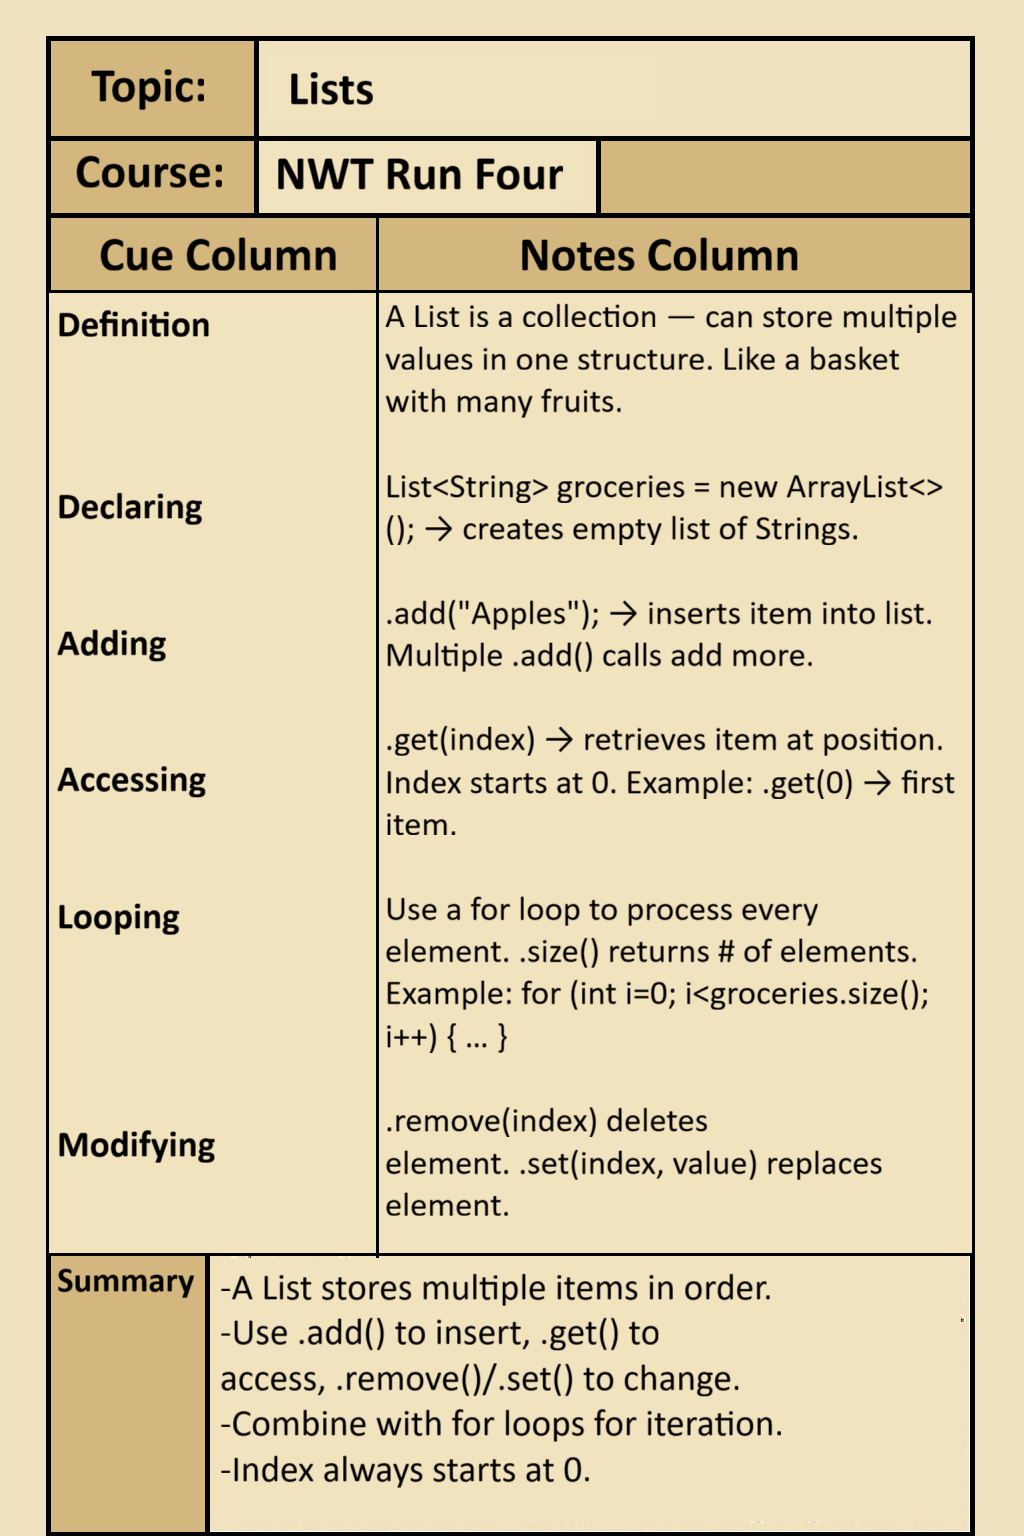 Topic:
Lists
Course:
NWT Run Four
Cue Column
Notes Column
Definition
A List is a collection — can store multiple
values in one structure. Like a basket
with many fruits.
Declaring
List<String> groceries = new ArrayList<>
(); → creates empty list of Strings.
Adding
.add("Apples"); → inserts item into list.
Multiple .add() calls add more.
Accessing
.get(index) → retrieves item at position.
Index starts at 0. Example: .get(0) → first
item.
Looping
Use a for loop to process every
element. .size() returns # of elements.
Example: for (int i=0; i<groceries.size();
i++) { ... }
Modifying
.remove(index) deletes
element. .set(index, value) replaces
element.
Summary
-A List stores multiple items in order.
-Use .add() to insert, .get() to
access, .remove()/.set() to change.
-Combine with for loops for iteration.
-Index always starts at 0.